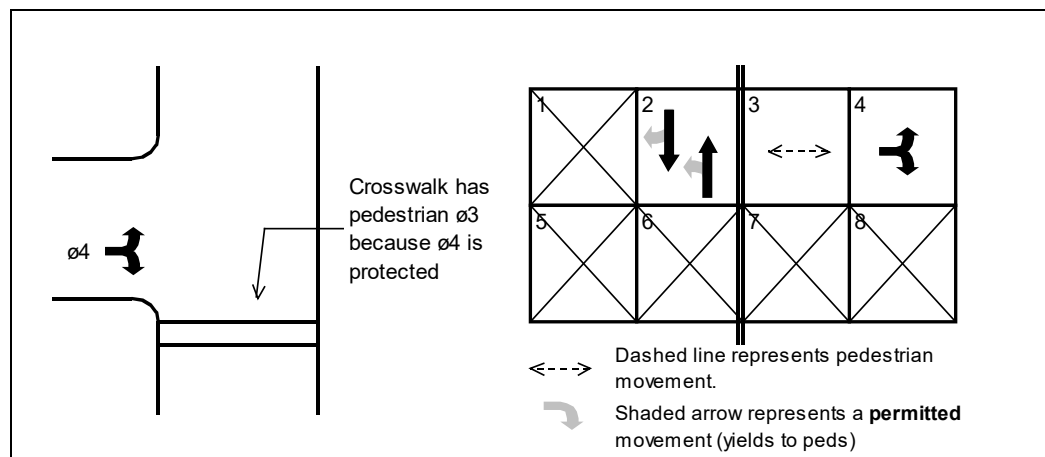 ø4
Crosswalk has
pedestrian ø3
because ø4 is
protected
1 2 3 4
5 6 7 8
Dashed line represents pedestrian
movement.
Shaded arrow represents a permitted
movement (yields to peds)